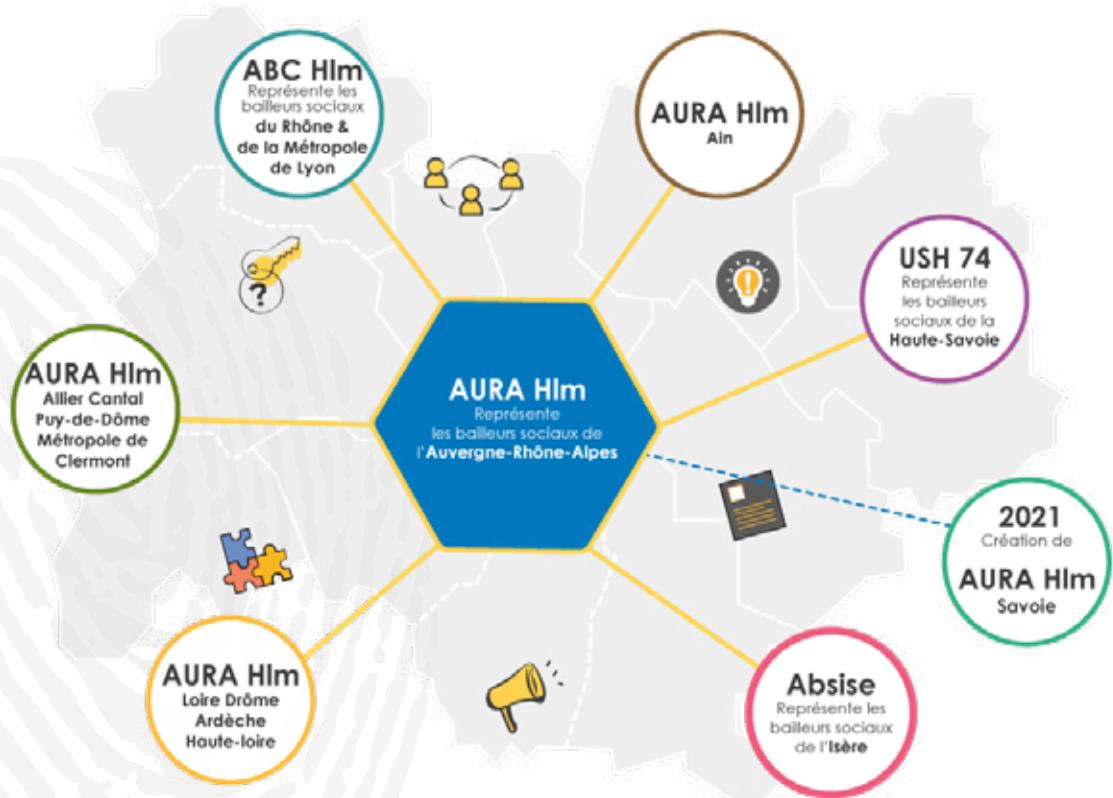 ABC Hlm
Représente les
bailleurs sociaux
du Rhône &
de la Métropole
de Lyon
AURA Hlm
Ain
USH 74
Représente
les bailleurs
sociaux de la
Haute-Savoie
AURA Hlm
Allier Cantal
Puy-de-Dôme
Métropole de
Clermont
AURA Hlm
Représente
les bailleurs sociaux de
l'Auvergne-Rhône-Alpes
2021
Création de
AURA Hlm
Savoie
AURA Hlm
Loire Drôme
Ardèche
Haute-loire
Absise
Représente les
bailleurs sociaux
de l'Isère
?